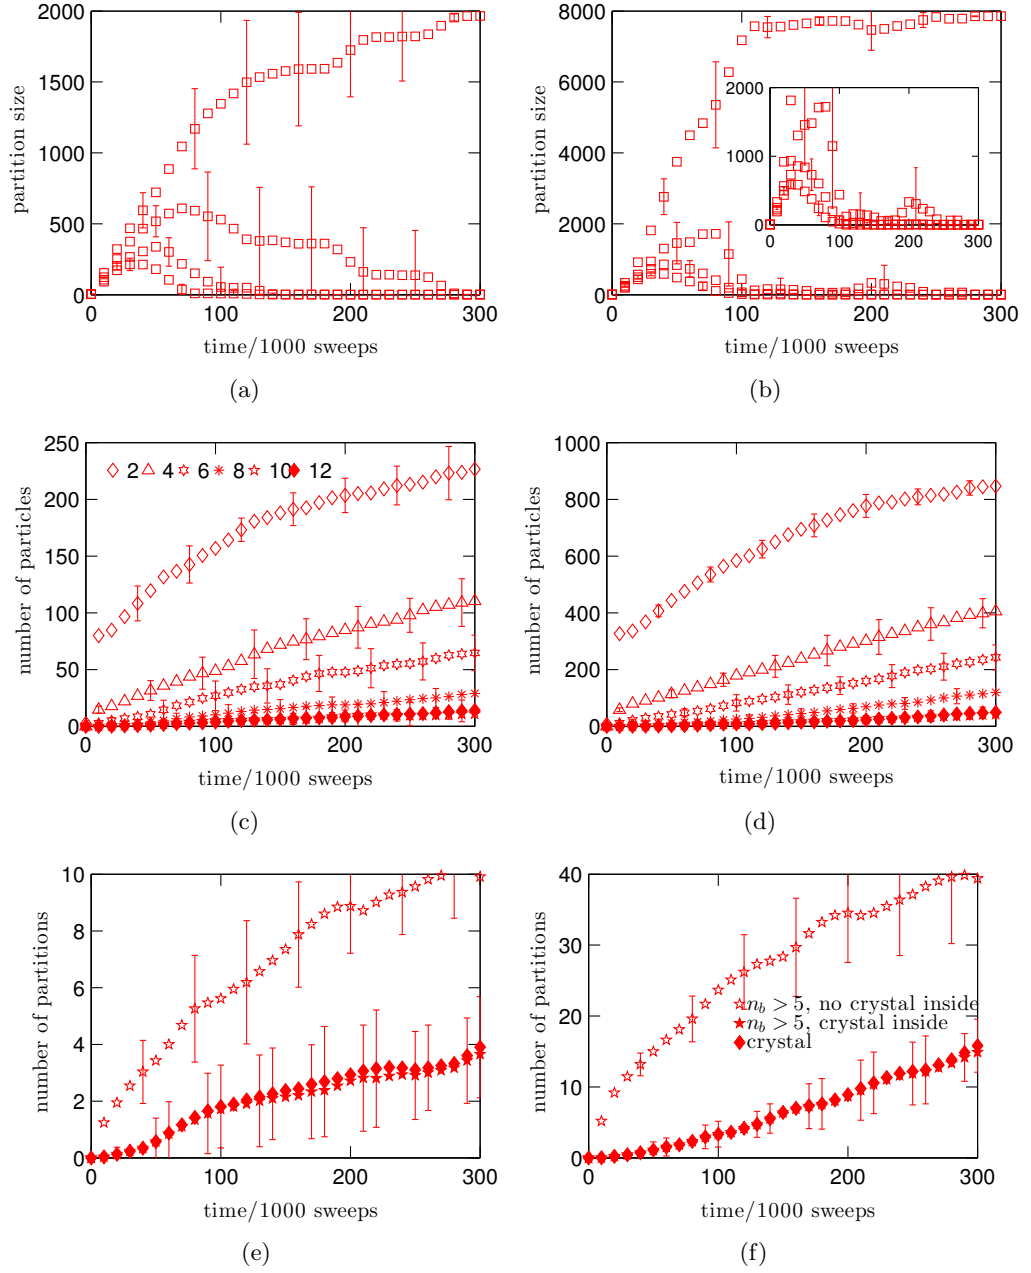 2000
1500
1000
500
0
partition size
0 100 200 300
time/1000 sweeps
(a)
8000
6000
4000
2000
0
partition size
2000
1000
0
0 100 200 300
0 100 200 300
time/1000 sweeps
(b)
250
200
150
100
50
0
number of particles
2 4 6 8 10 12
0 100 200 300
time/1000 sweeps
(c)
1000
800
600
400
200
0
number of particles
0 100 200 300
time/1000 sweeps
(d)
10
8
6
4
2
0
number of partitions
0 100 200 300
time/1000 sweeps
(e)
40
30
20
10
0
number of partitions
n_b > 5, no crystal inside
n_b > 5, crystal inside
crystal
0 100 200 300
time/1000 sweeps
(f)